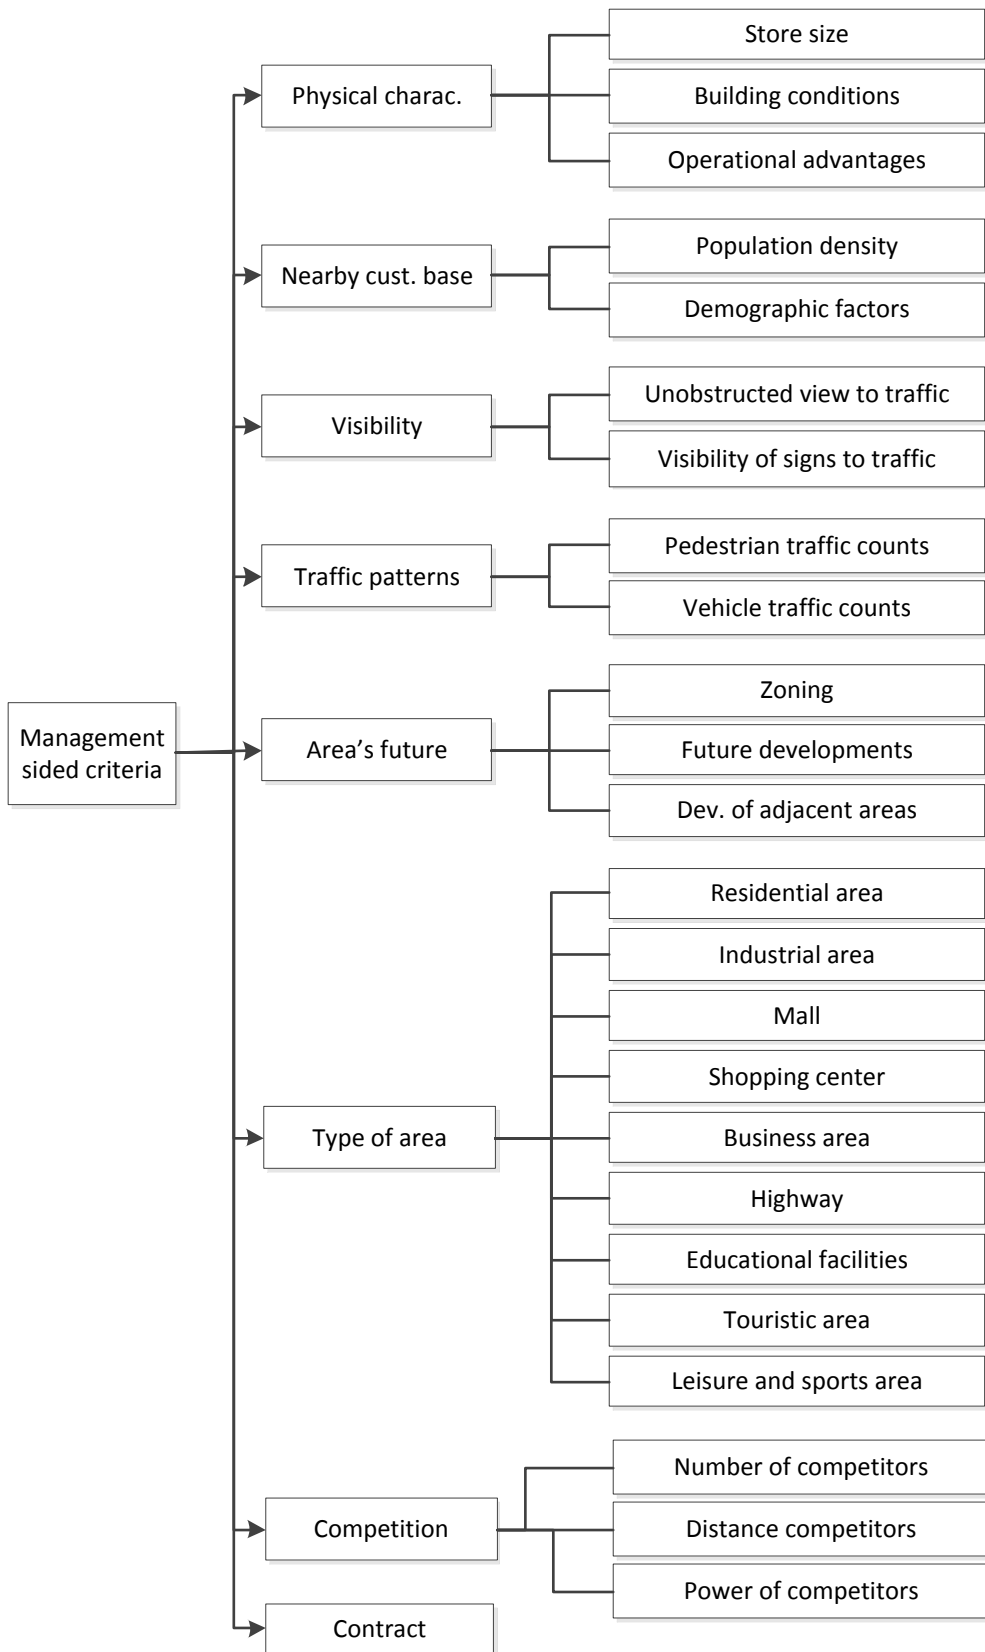 Management
sided criteria
Physical charac.
Store size
Building conditions
Operational advantages
Nearby cust. base
Population density
Demographic factors
Visibility
Unobstructed view to traffic
Visibility of signs to traffic
Traffic patterns
Pedestrian traffic counts
Vehicle traffic counts
Area’s future
Zoning
Future developments
Dev. of adjacent areas
Type of area
Residential area
Industrial area
Mall
Shopping center
Business area
Highway
Educational facilities
Touristic area
Leisure and sports area
Competition
Number of competitors
Distance competitors
Power of competitors
Contract